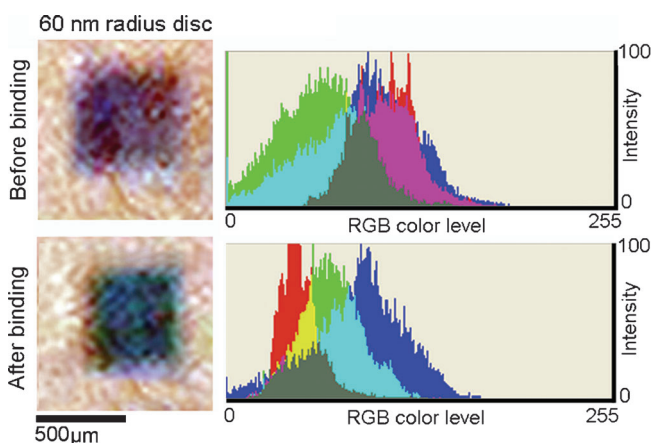 60 nm radius disc
Before binding
100
Intensity
0
0
RGB color level
255
After binding
100
Intensity
0
0
RGB color level
255
500µm